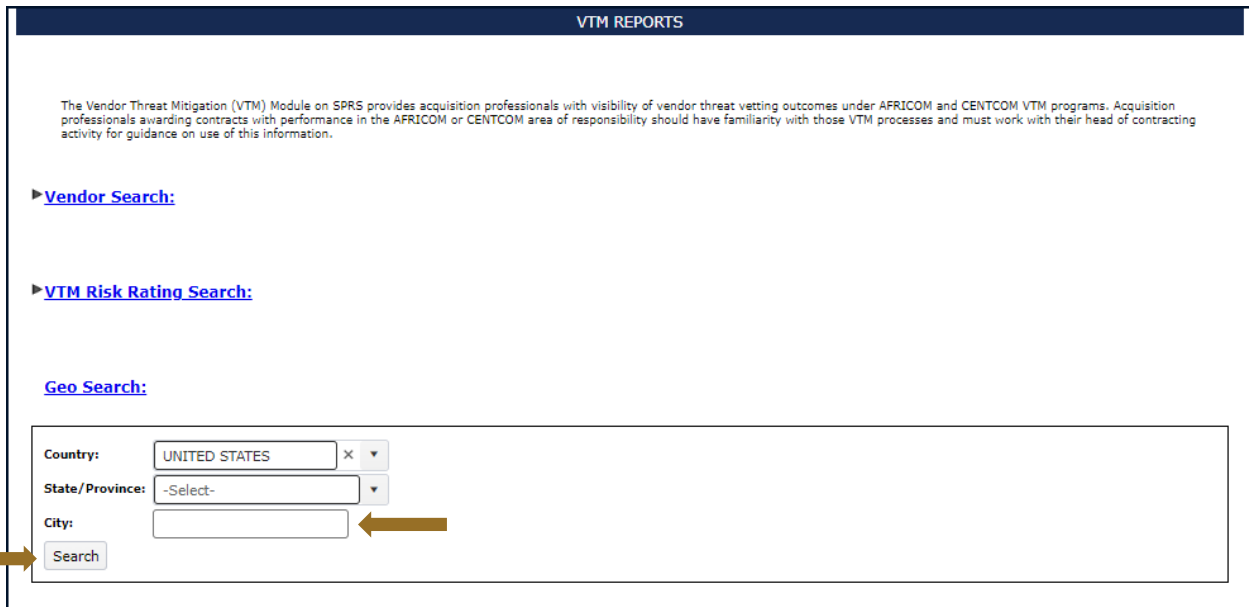 VTM REPORTS
The Vendor Threat Mitigation (VTM) Module on SPRS provides acquisition professionals with visibility of vendor threat vetting outcomes under AFRICOM and CENTCOM VTM programs. Acquisition
professionals awarding contracts with performance in the AFRICOM or CENTCOM area of responsibility should have familiarity with those VTM processes and must work with their head of contracting
activity for guidance on use of this information.
Vendor Search:
VTM Risk Rating Search:
Geo Search:
Country: UNITED STATES
State/Province: -Select-
City:
Search